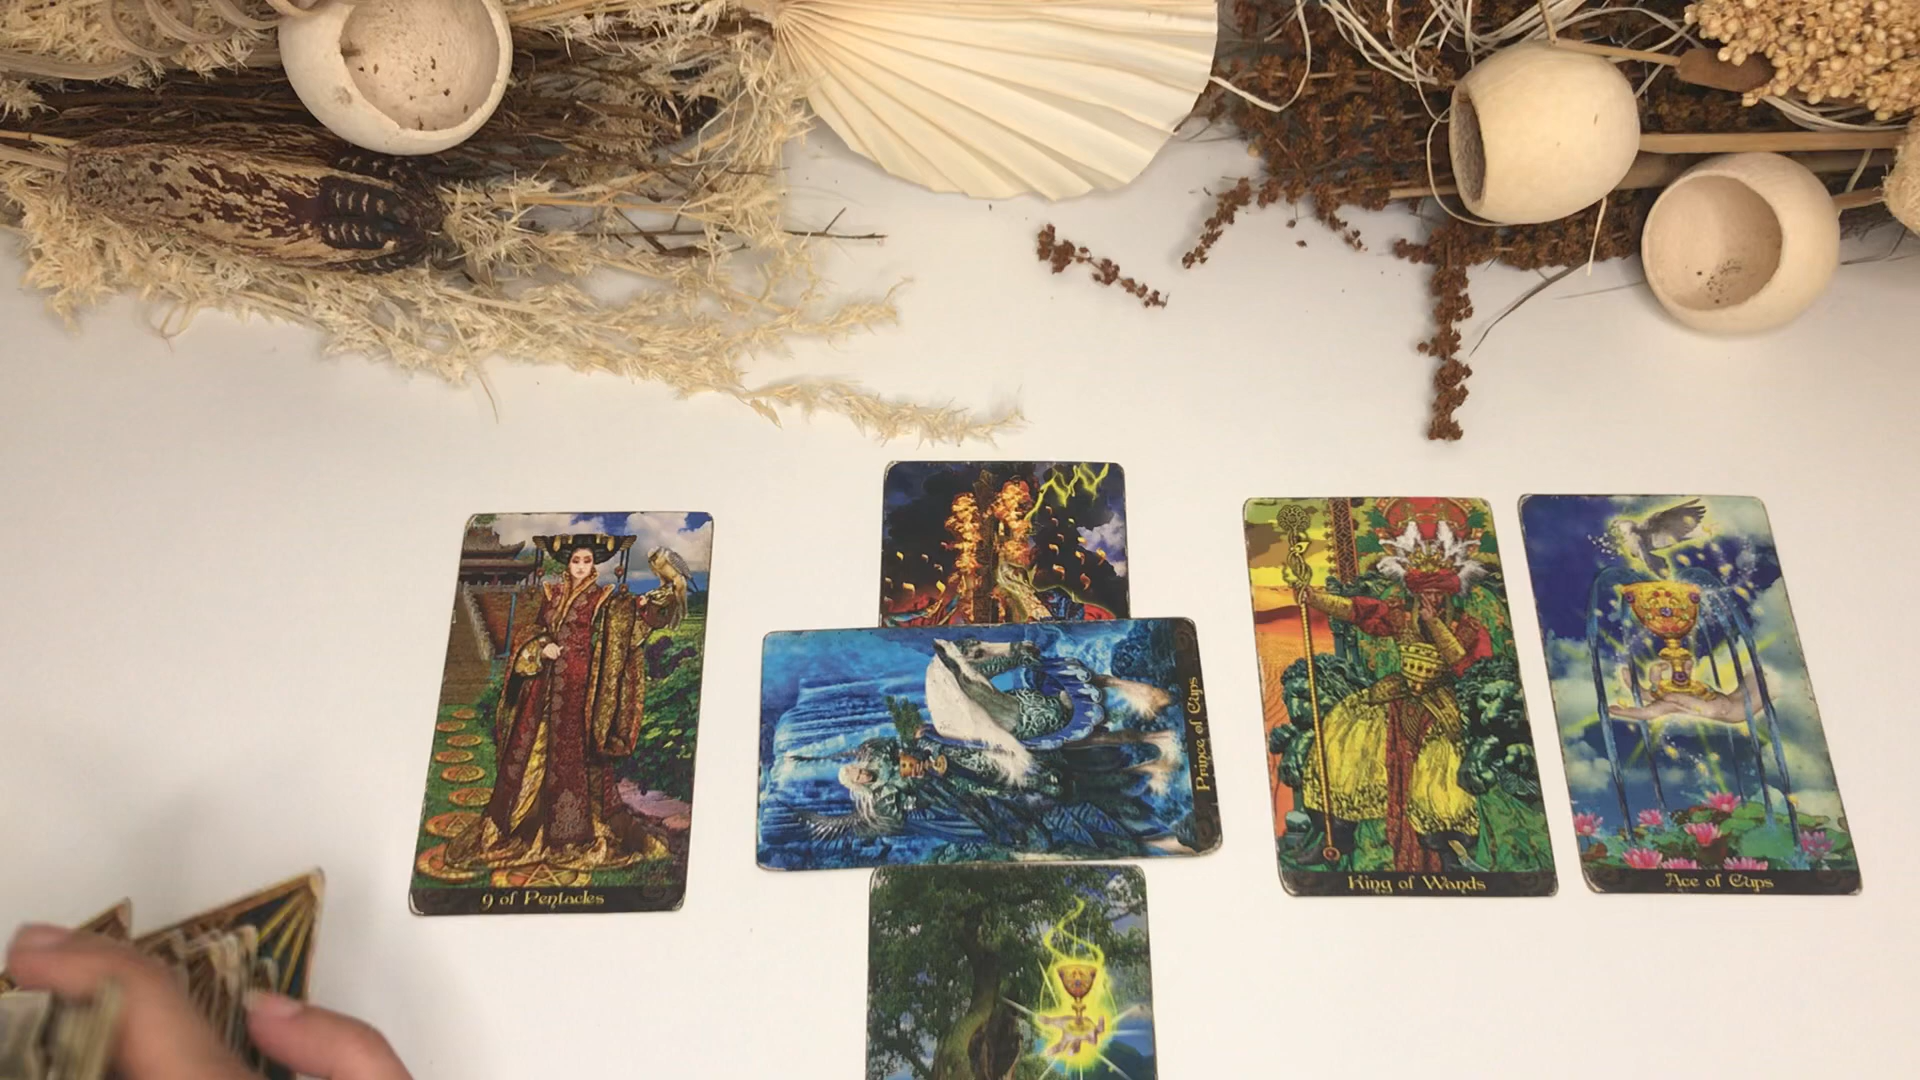 9 of Pentacles
Prince of Cups
King of Wands
Ace of Cups